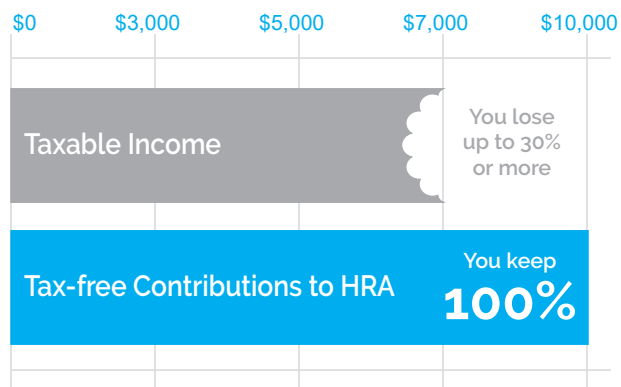 $0 $3,000 $5,000 $7,000 $10,000
Taxable Income
You lose
up to 30%
or more
Tax-free Contributions to HRA
You keep
100%